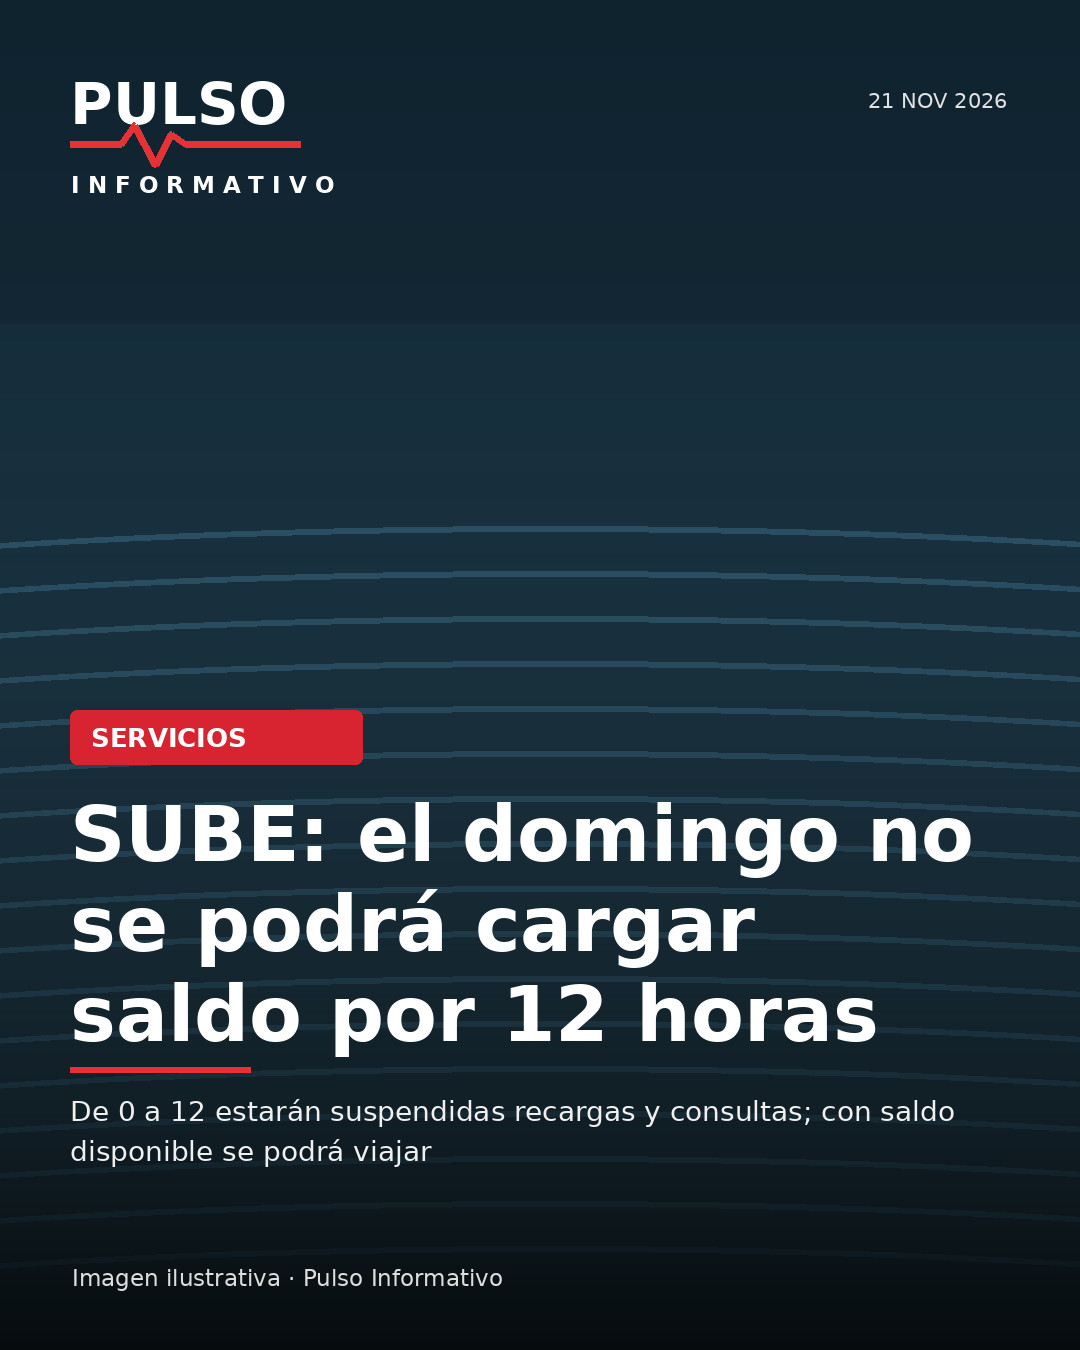 PULSO
INFORMATIVO
21 NOV 2026
SERVICIOS
SUBE: el domingo no
se podrá cargar
saldo por 12 horas
De 0 a 12 estarán suspendidas recargas y consultas; con saldo
disponible se podrá viajar
Imagen ilustrativa · Pulso Informativo